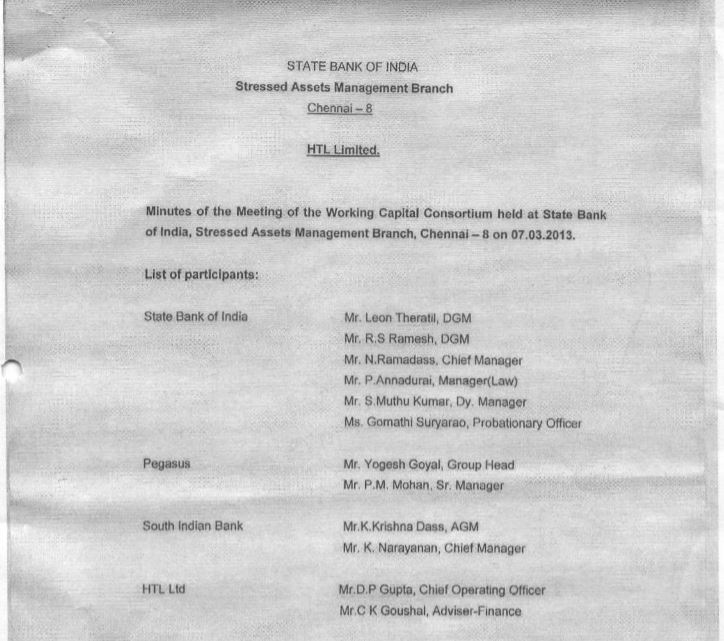 STATE BANK OF INDIA
Stressed Assets Management Branch
Chennai – 8
HTL Limited.
Minutes of the Meeting of the Working Capital Consortium held at State Bank
of India, Stressed Assets Management Branch, Chennai – 8 on 07.03.2013.
List of participants:
State Bank of India Mr. Leon Theratil, DGM
Mr. R.S Ramesh, DGM
Mr. N.Ramadass, Chief Manager
Mr. P.Annadurai, Manager(Law)
Mr. S.Muthu Kumar, Dy. Manager
Ms. Gomathi Suryarao, Probationary Officer
Pegasus Mr. Yogesh Goyal, Group Head
Mr. P.M. Mohan, Sr. Manager
South Indian Bank Mr.K.Krishna Dass, AGM
Mr. K. Narayanan, Chief Manager
HTL Ltd Mr.D.P Gupta, Chief Operating Officer
Mr.C K Goushal, Adviser-Finance